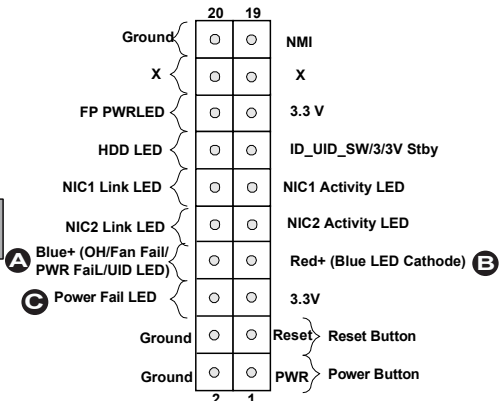 20 19
Ground NMI
X X
FP PWRLED 3.3 V
HDD LED ID_UID_SW/3/3V Stby
NIC1 Link LED NIC1 Activity LED
NIC2 Link LED NIC2 Activity LED
A Blue+ (OH/Fan Fail/
PWR FaiL/UID LED) Red+ (Blue LED Cathode) B
C Power Fail LED 3.3V
Ground Reset Reset Button
Ground PWR Power Button
2 1